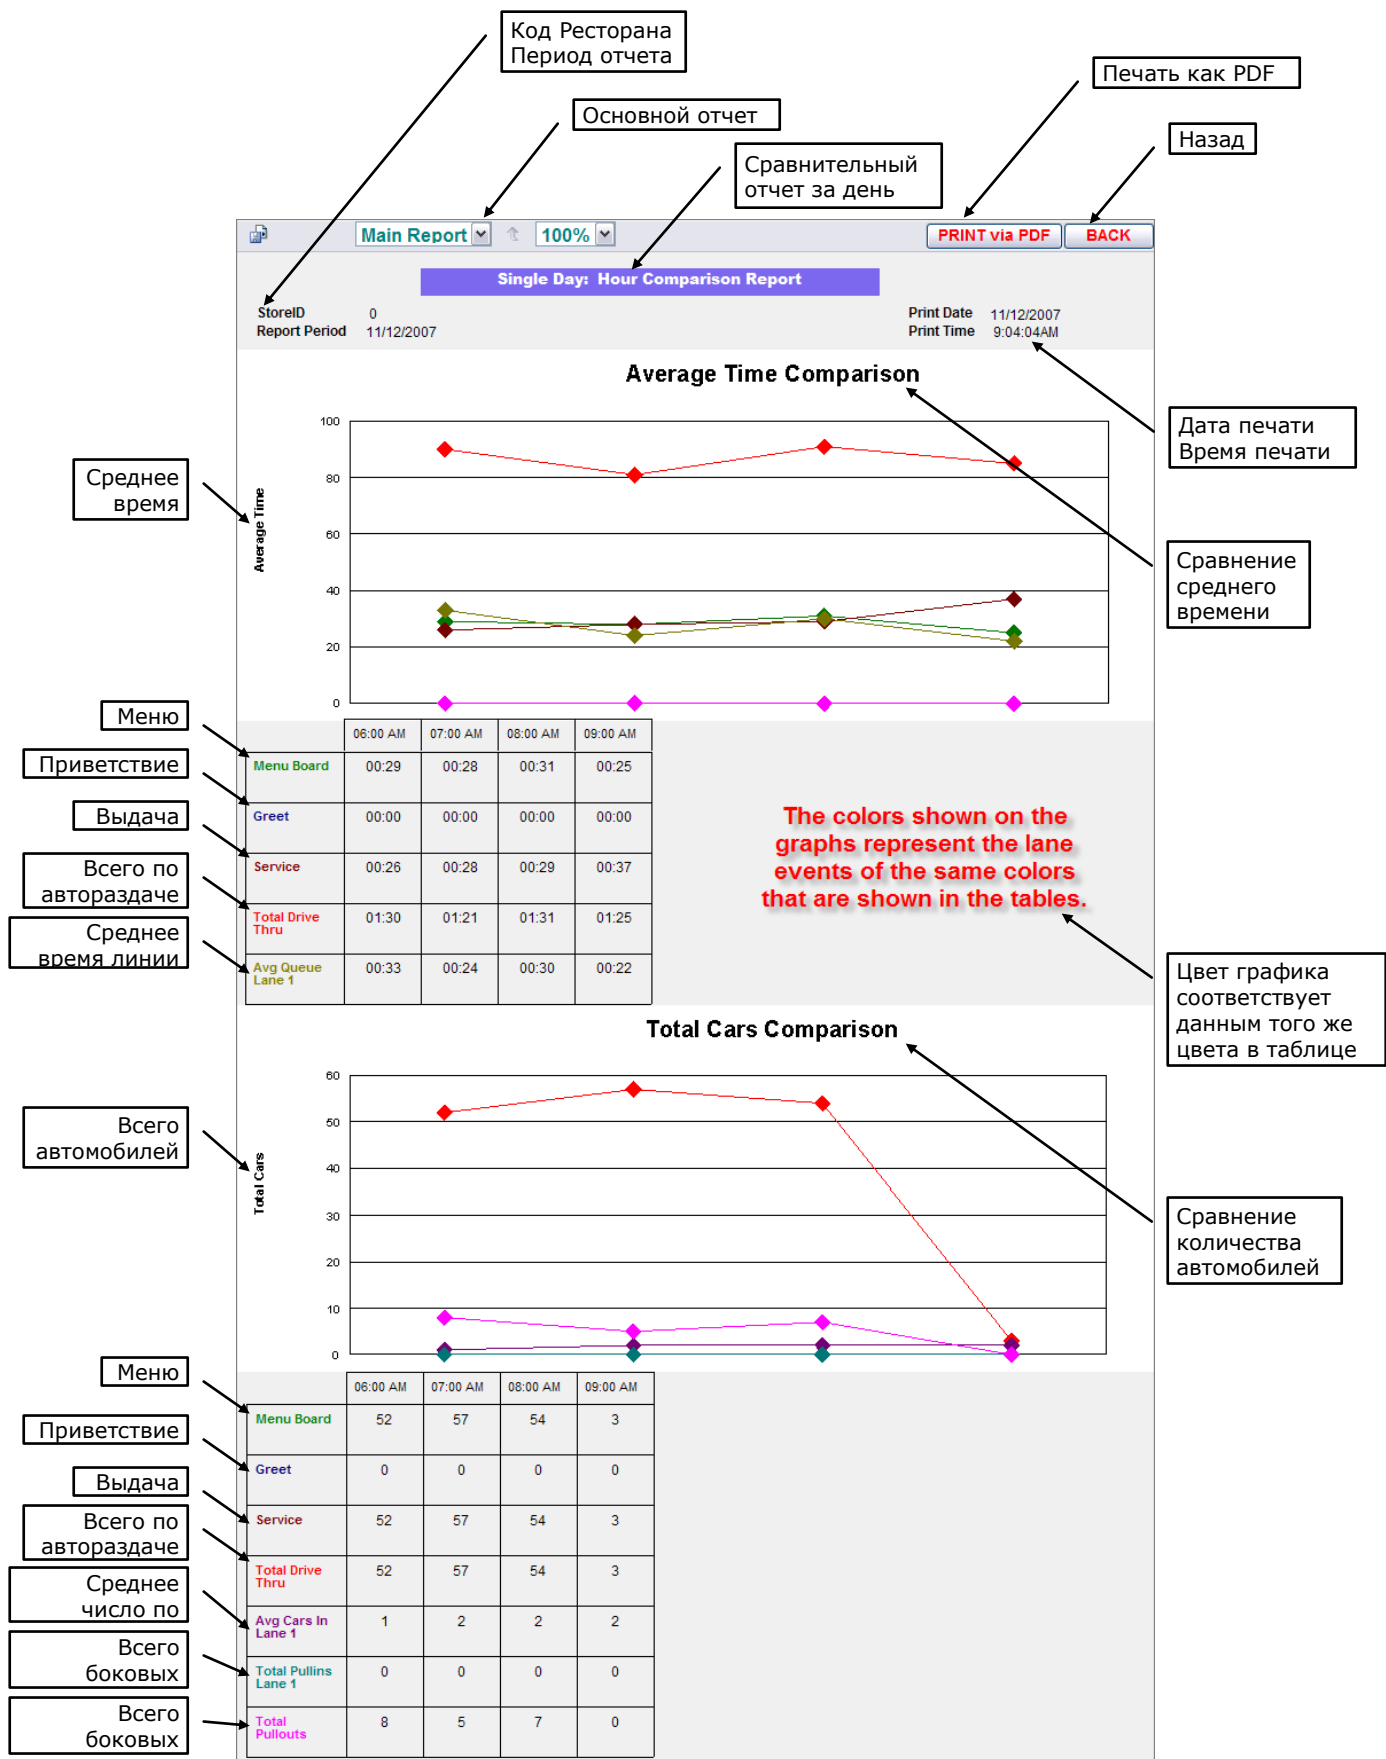 Код Ресторана
Период отчета
Печать как PDF
Основной отчет
Назад
Сравнительный
отчет за день
Main Report
100%
PRINT via PDF
BACK
Single Day: Hour Comparison Report
StoreID 0
Report Period 11/12/2007
Print Date 11/12/2007
Print Time 9:04:04AM
Average Time Comparison
Дата печати
Время печати
Среднее
время
Average Time
100
80
60
40
20
0
Сравнение
среднего
времени
06:00 AM 07:00 AM 08:00 AM 09:00 AM
Меню
Menu Board 00:29 00:28 00:31 00:25
Приветствие
Greet 00:00 00:00 00:00 00:00
Выдача
Service 00:26 00:28 00:29 00:37
Всего по
автораздаче
Total Drive
Thru
01:30 01:21 01:31 01:25
Среднее
время линии
Avg Queue
Lane 1
00:33 00:24 00:30 00:22
The colors shown on the
graphs represent the lane
events of the same colors
that are shown in the tables.
Цвет графика
соответствует
данным того же
цвета в таблице
Total Cars Comparison
Всего
автомобилей
Total Cars
60
50
40
30
20
10
0
Сравнение
количества
автомобилей
06:00 AM 07:00 AM 08:00 AM 09:00 AM
Меню
Menu Board 52 57 54 3
Приветствие
Greet 0 0 0 0
Выдача
Service 52 57 54 3
Всего по
автораздаче
Total Drive
Thru
52 57 54 3
Среднее
число по
Avg Cars In
Lane 1
1 2 2 2
Всего
боковых
Total Pullins
Lane 1
0 0 0 0
Всего
боковых
Total
Pullouts
8 5 7 0